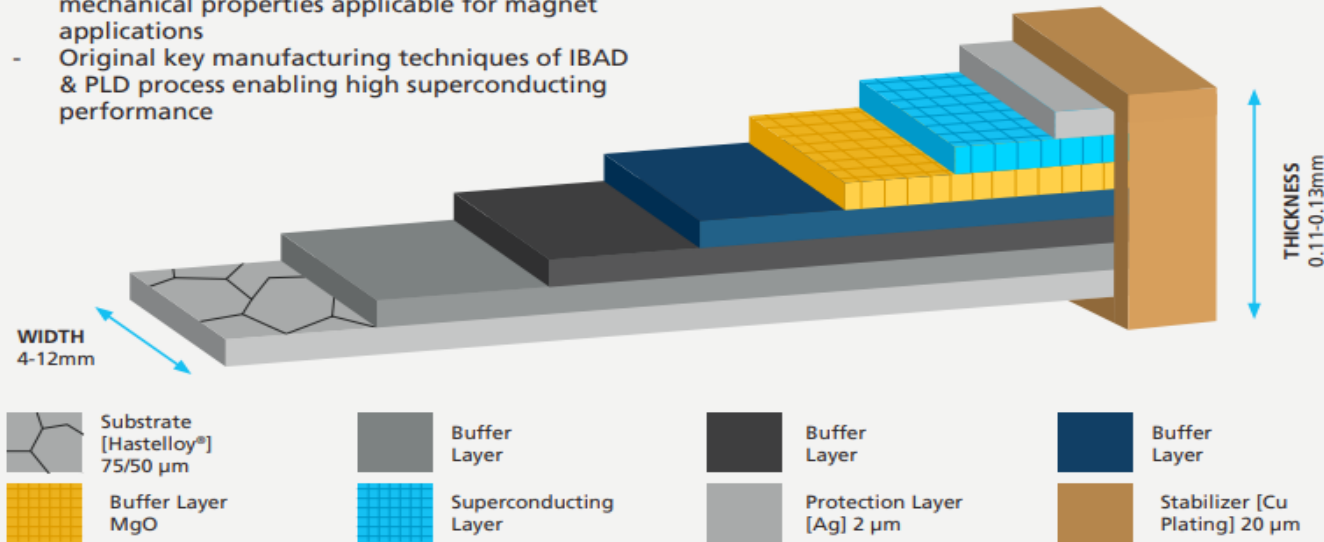 mechanical properties applicable for magnet
applications
- Original key manufacturing techniques of IBAD
& PLD process enabling high superconducting
performance
THICKNESS
0.11-0.13mm
WIDTH
4-12mm
Substrate
[Hastelloy®]
75/50 µm
Buffer
Layer
Buffer
Layer
Buffer
Layer
Buffer Layer
MgO
Superconducting
Layer
Protection Layer
[Ag] 2 µm
Stabilizer [Cu
Plating] 20 µm